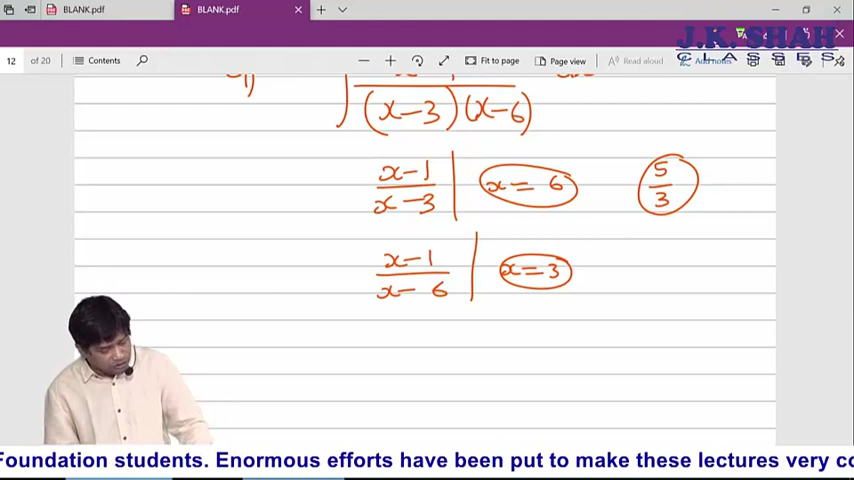 BLANK.pdf BLANK.pdf
J.K. SHAH
CLASSES
12 of 20 Contents Fit to page Page view Read aloud Add notes
(x-3)(x-6)
x-1
x-3
x = 6
5
3
x-1
x-6
x=3
Foundation students. Enormous efforts have been put to make these lectures very co